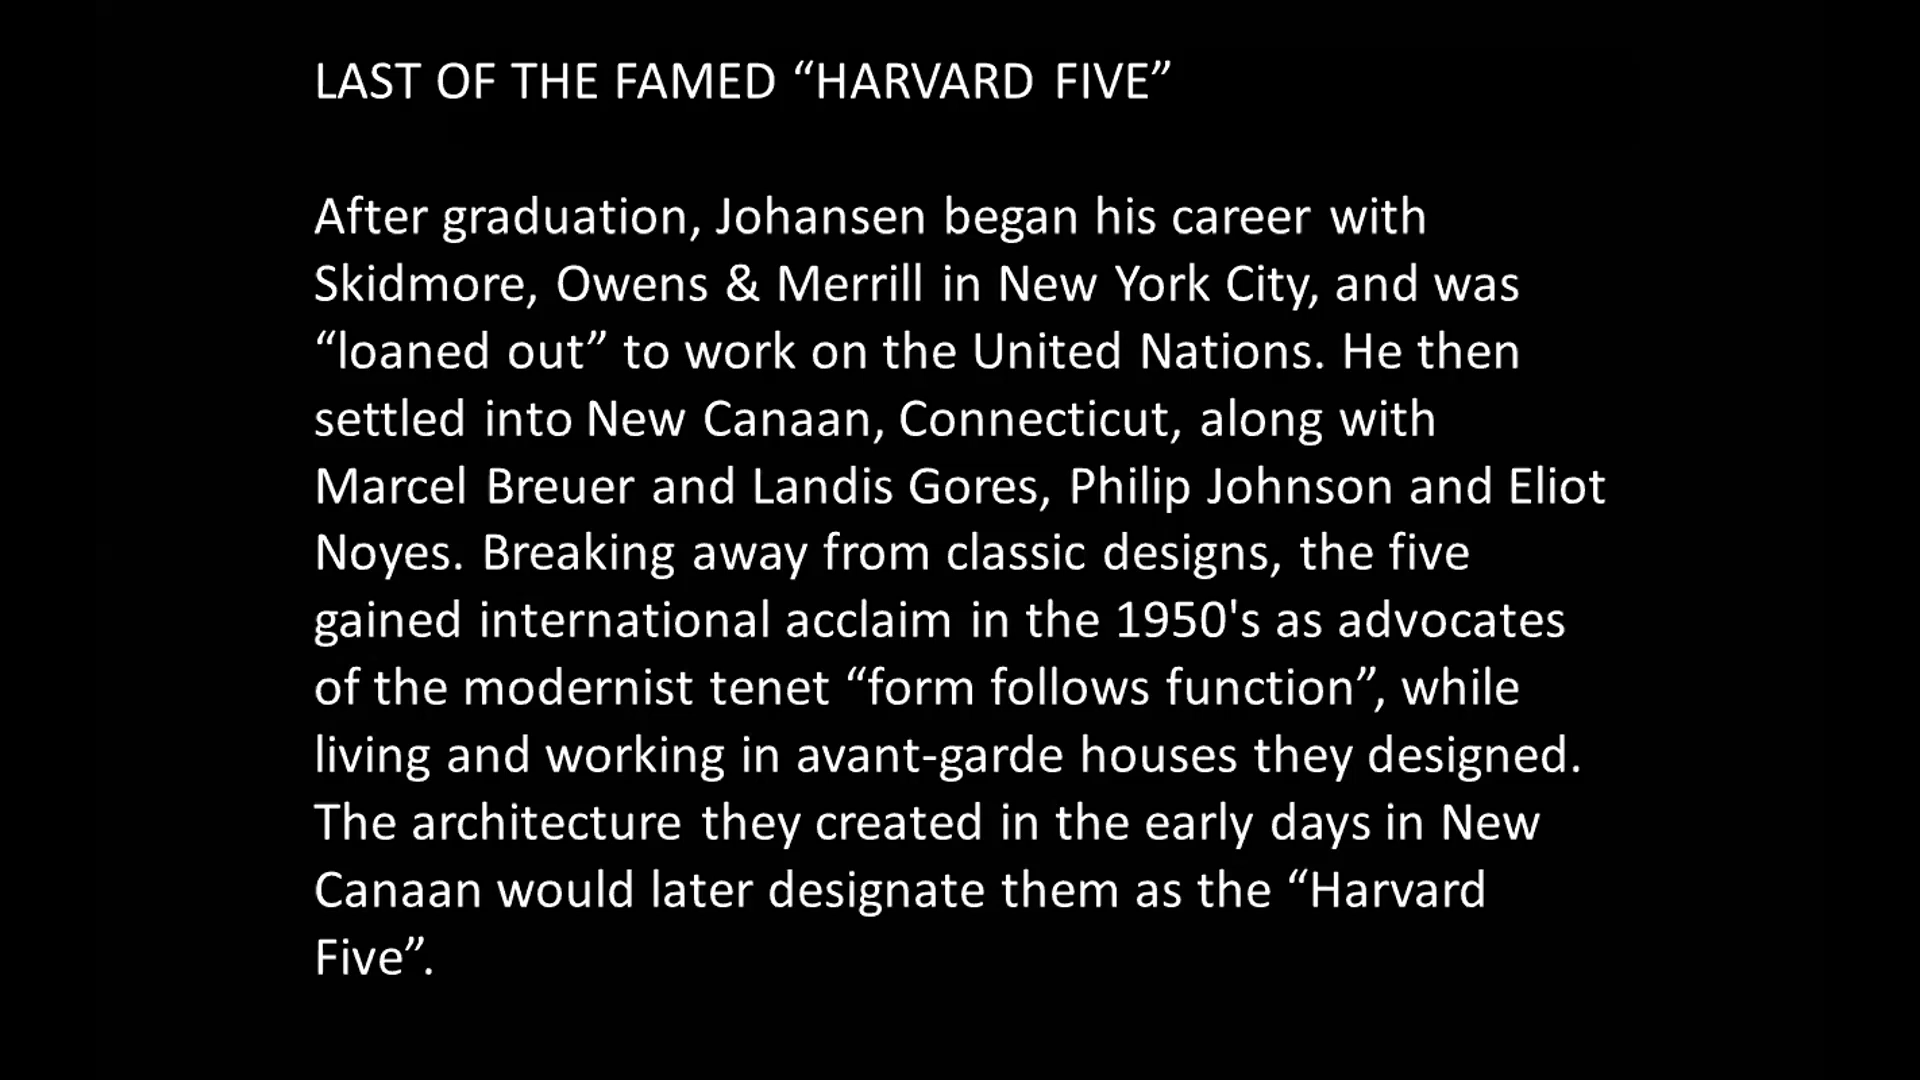 LAST OF THE FAMED “HARVARD FIVE”
After graduation, Johansen began his career with
Skidmore, Owens & Merrill in New York City, and was
“loaned out” to work on the United Nations. He then
settled into New Canaan, Connecticut, along with
Marcel Breuer and Landis Gores, Philip Johnson and Eliot
Noyes. Breaking away from classic designs, the five
gained international acclaim in the 1950's as advocates
of the modernist tenet “form follows function”, while
living and working in avant-garde houses they designed.
The architecture they created in the early days in New
Canaan would later designate them as the “Harvard
Five”.